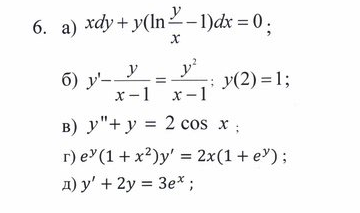 6. а) xdy + y(ln y/x − 1)dx = 0 ;
б) y' − y/(x − 1) = y²/(x − 1) ; y(2) = 1;
в) y'' + y = 2 cos x ;
г) e^y(1 + x²)y' = 2x(1 + e^y) ;
д) y' + 2y = 3e^x ;